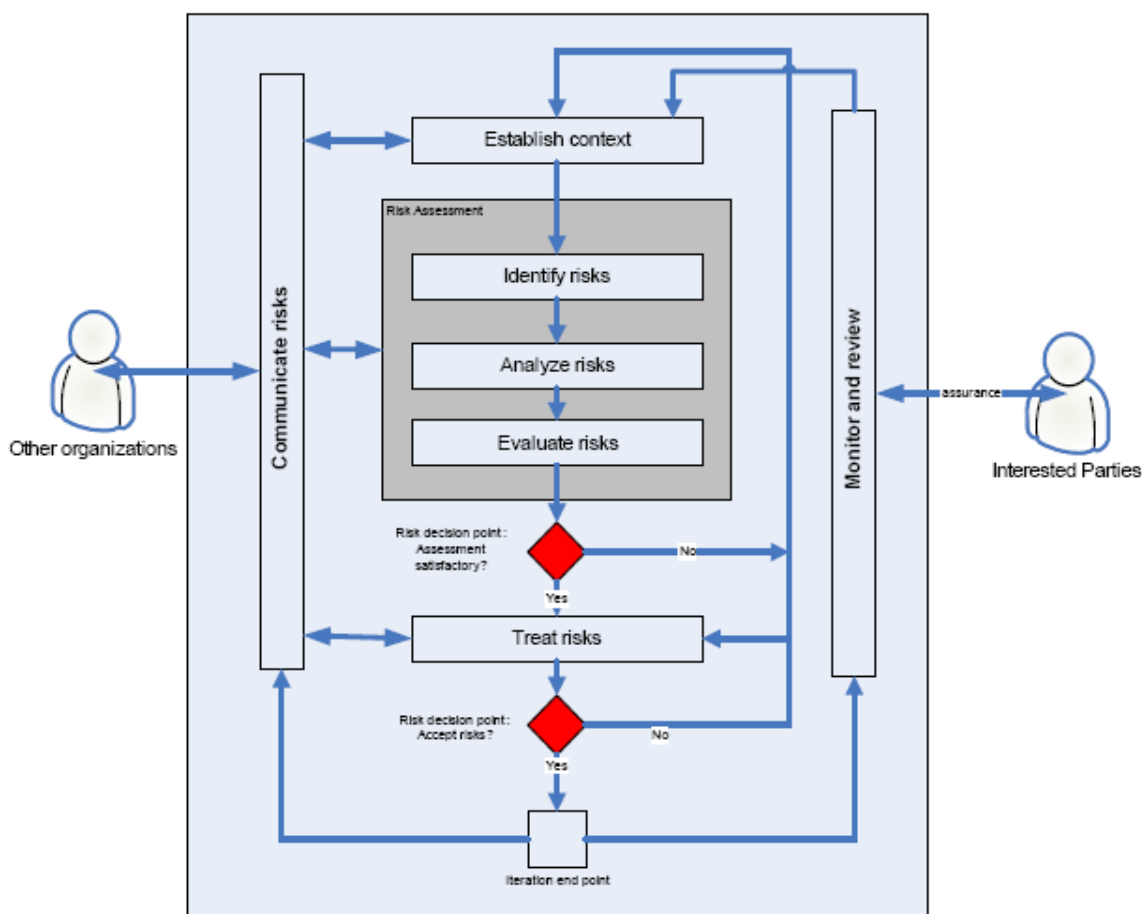 Establish context
Risk Assessment
Identify risks
Analyze risks
Evaluate risks
Communicate risks
Monitor and review
Other organizations
assurance
Interested Parties
Risk decision point :
Assessment
satisfactory?
No
Yes
Treat risks
Risk decision point :
Accept risks?
No
Yes
Iteration end point